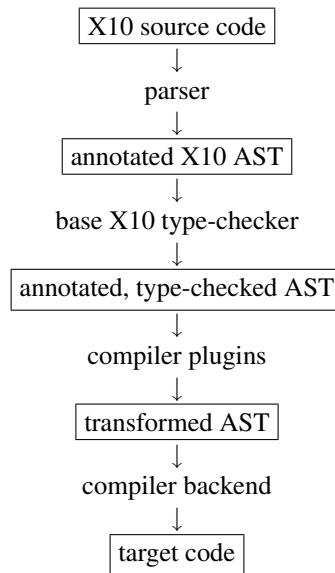 X10 source code
parser
annotated X10 AST
base X10 type-checker
annotated, type-checked AST
compiler plugins
transformed AST
compiler backend
target code